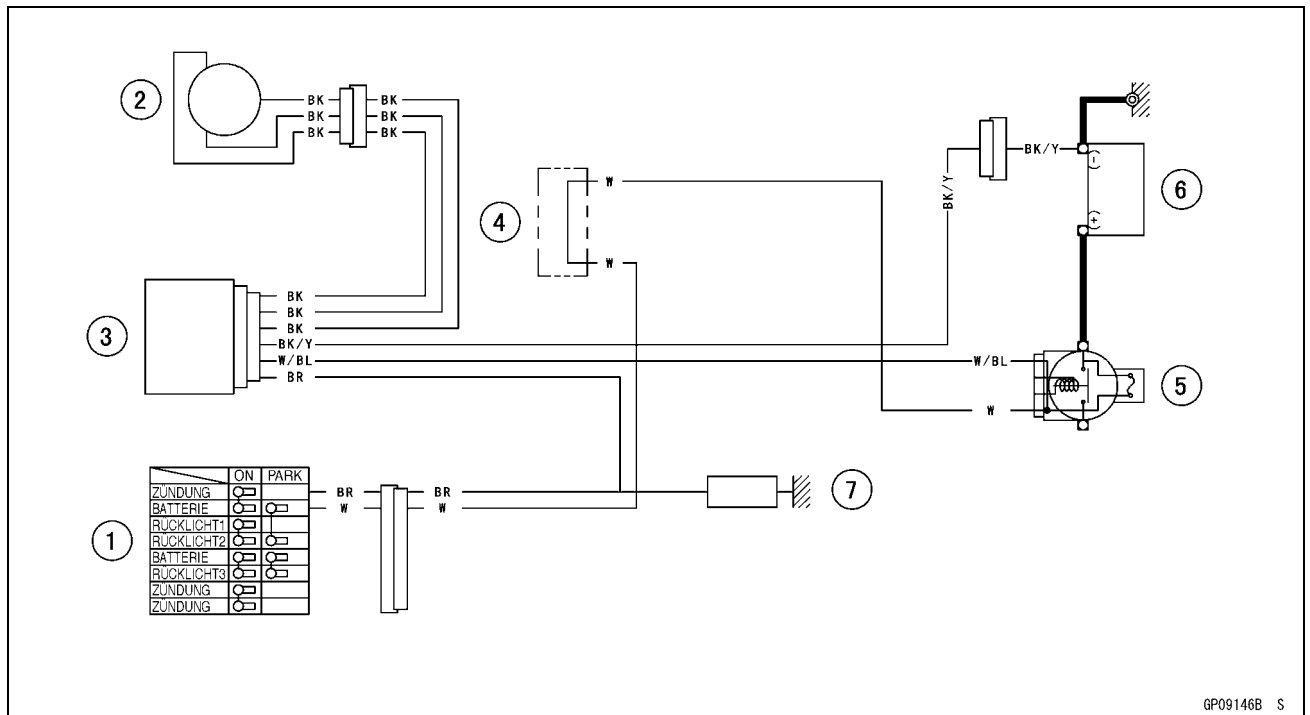 2
BK BK
BK BK
BK BK
4
W
W
BK/Y
BK/Y
(-)
(+)
6
3
BK
BK
BK
BK/Y
W/BL
BR
W/BL
W
5
1
ON PARK
ZÜNDUNG
BATTERIE
RÜCKLICHT1
RÜCKLICHT2
BATTERIE
RÜCKLICHT3
ZÜNDUNG
ZÜNDUNG
BR BR
W W
7
GP09146B S